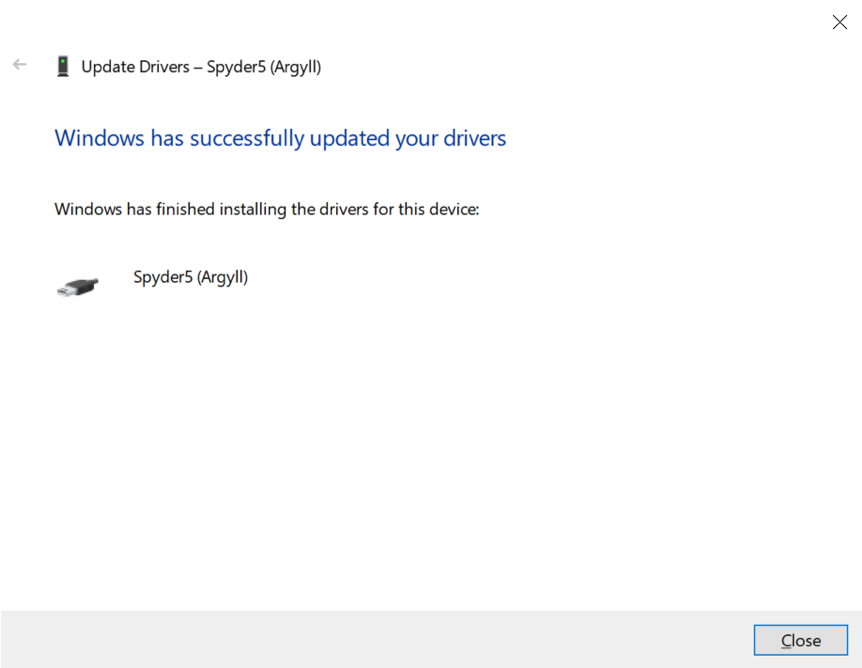 Update Drivers – Spyder5 (Argyll)
Windows has successfully updated your drivers
Windows has finished installing the drivers for this device:
Spyder5 (Argyll)
Close